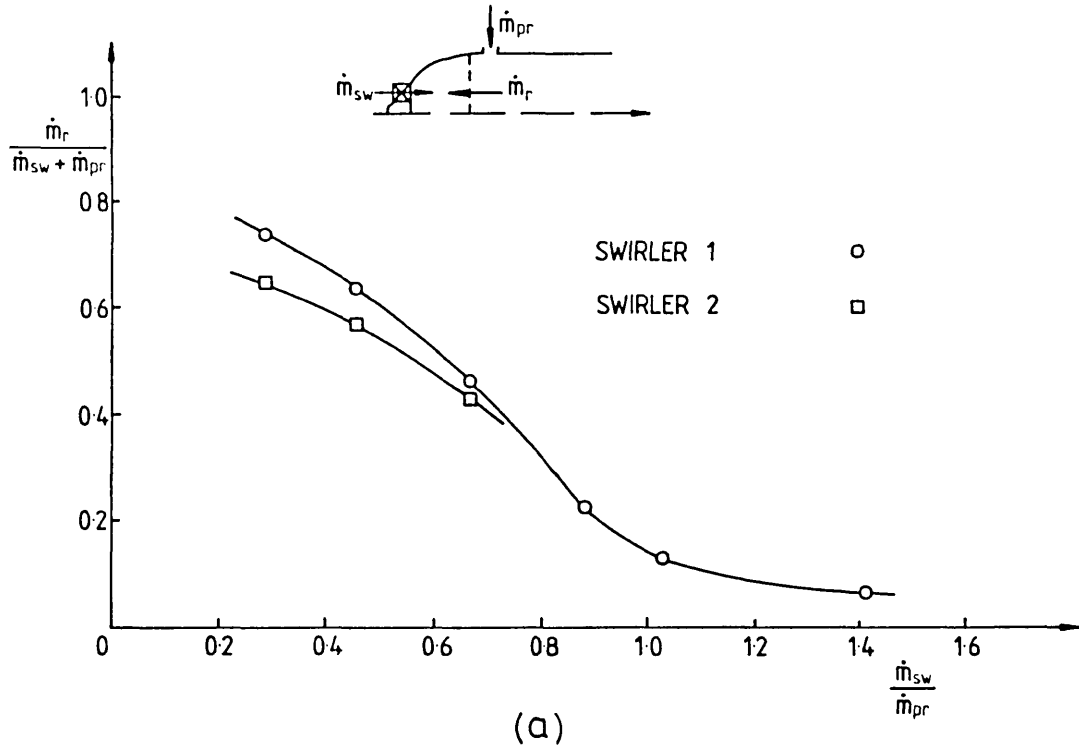 ṁpr
ṁsw
ṁr
1·0
ṁr
ṁsw + ṁpr
0·8
SWIRLER 1
0·6
SWIRLER 2
0·4
0·2
0 0·2 0·4 0·6 0·8 1·0 1·2 1·4 1·6
ṁsw
ṁpr
(a)